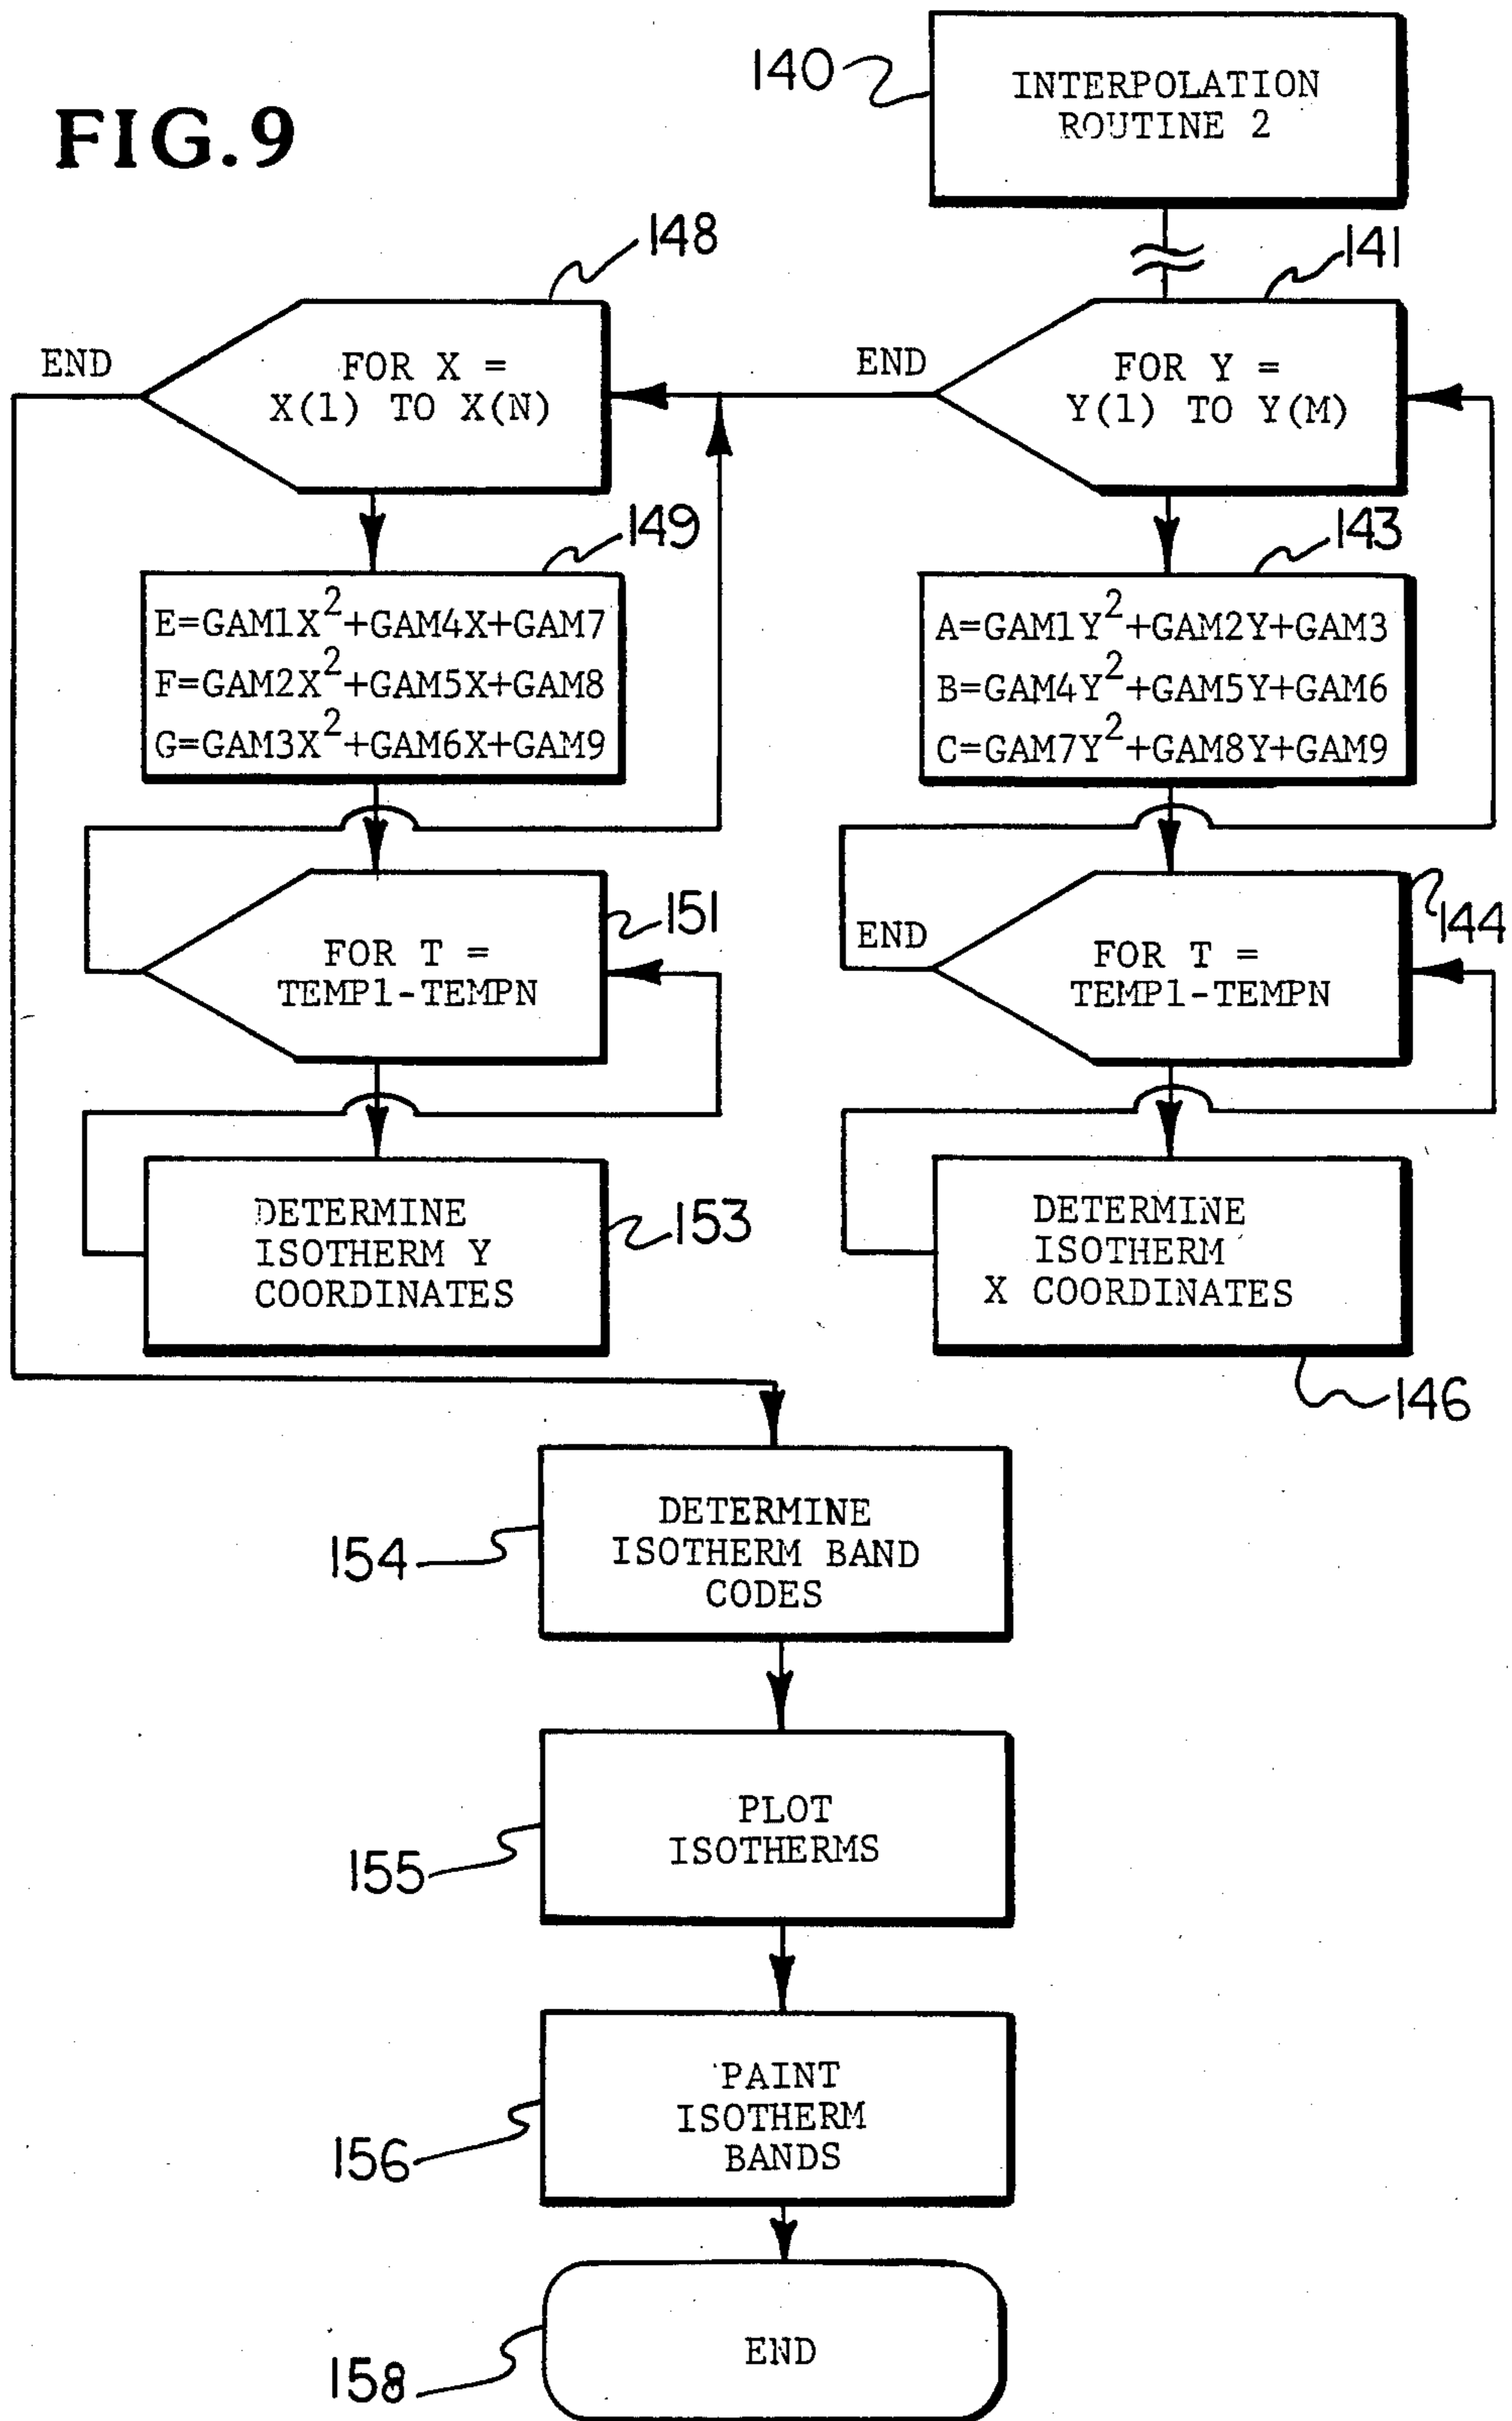 FIG.9
140
INTERPOLATION
ROUTINE 2
141
END
FOR Y =
Y(1) TO Y(M)
143
A=GAM1Y²+GAM2Y+GAM3
B=GAM4Y²+GAM5Y+GAM6
C=GAM7Y²+GAM8Y+GAM9
144
END
FOR T =
TEMP1-TEMPN
DETERMINE
ISOTHERM
X COORDINATES
146
148
END
FOR X =
X(1) TO X(N)
149
E=GAM1X²+GAM4X+GAM7
F=GAM2X²+GAM5X+GAM8
G=GAM3X²+GAM6X+GAM9
151
FOR T =
TEMP1-TEMPN
DETERMINE
ISOTHERM Y
COORDINATES
153
154
DETERMINE
ISOTHERM BAND
CODES
155
PLOT
ISOTHERMS
156
PAINT
ISOTHERM
BANDS
158
END